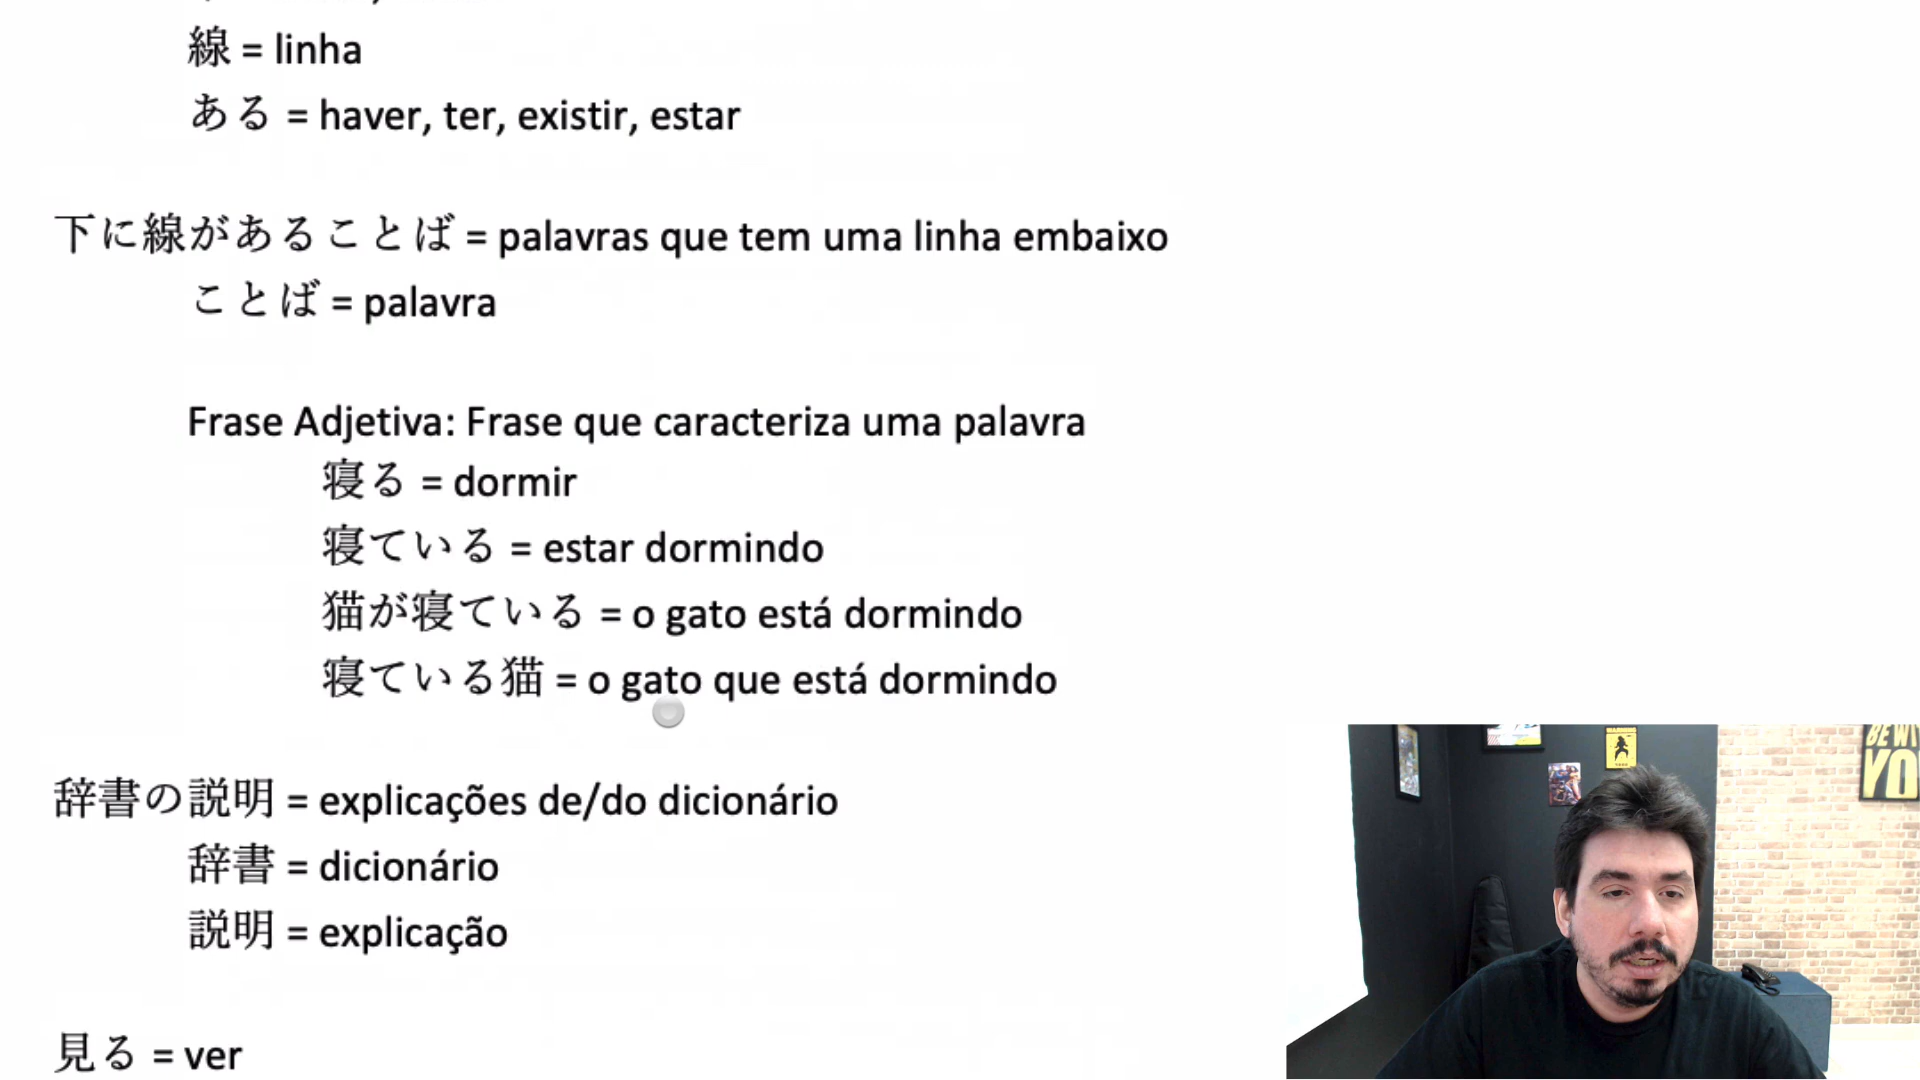 線 = linha
ある = haver, ter, existir, estar
下に線があることば = palavras que tem uma linha embaixo
ことば = palavra
Frase Adjetiva: Frase que caracteriza uma palavra
寝る = dormir
寝ている = estar dormindo
猫が寝ている = o gato está dormindo
寝ている猫 = o gato que está dormindo
辞書の説明 = explicações de/do dicionário
辞書 = dicionário
説明 = explicação
見る = ver
YO